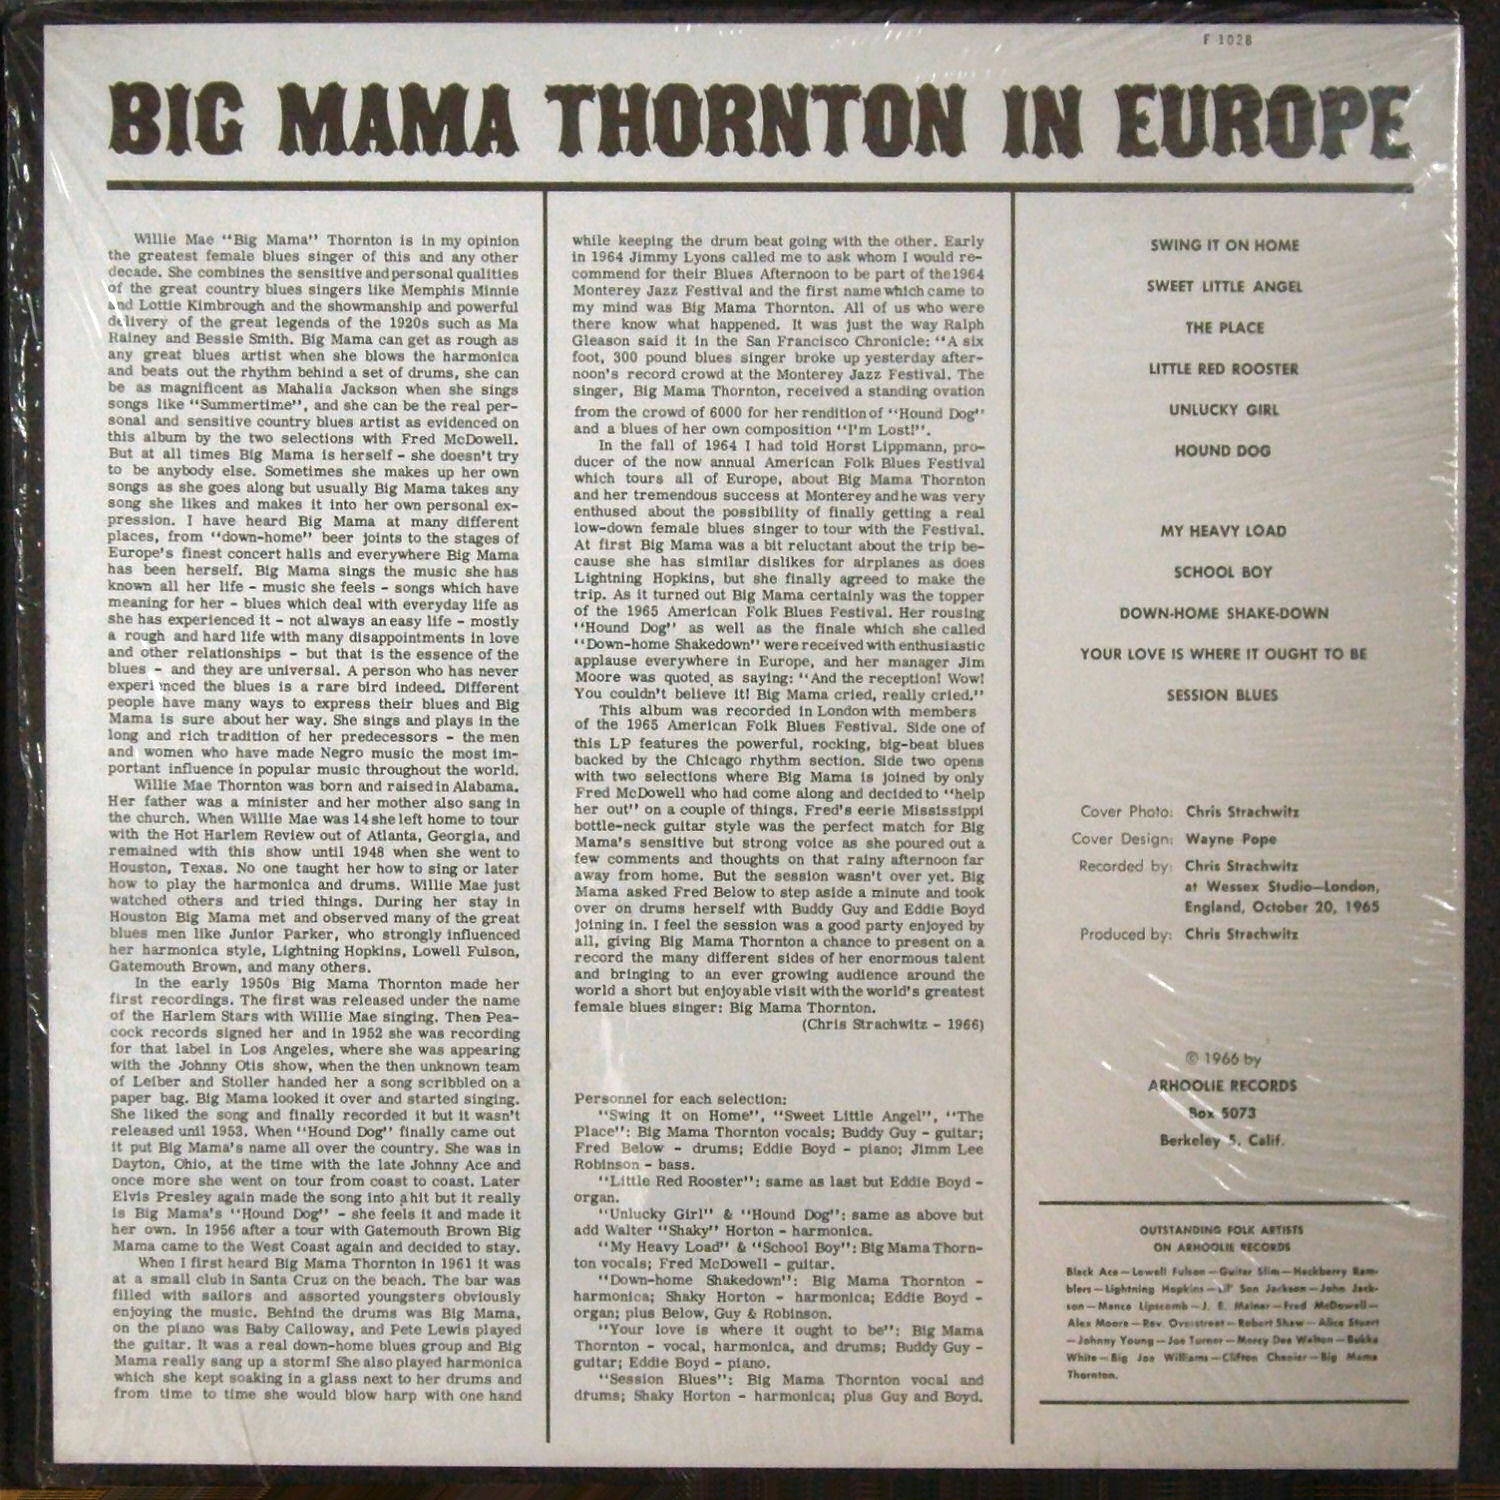 F 1028
BIG MAMA THORNTON IN EUROPE
Willie Mae "Big Mama" Thornton is in my opinion
the greatest female blues singer of this and any other
decade. She combines the sensitive and personal qualities
of the great country blues singers like Memphis Minnie
and Lottie Kimbrough and the showmanship and powerful
delivery of the great legends of the 1920s such as Ma
Rainey and Bessie Smith. Big Mama can get as rough as
any great blues artist when she blows the harmonica
and beats out the rhythm behind a set of drums, she can
be as magnificent as Mahalia Jackson when she sings
songs like "Summertime", and she can be the real per-
sonal and sensitive country blues artist as evidenced on
this album by the two selections with Fred McDowell.
But at all times Big Mama is herself - she doesn't try
to be anybody else. Sometimes she makes up her own
songs as she goes along but usually Big Mama takes any
song she likes and makes it into her own personal ex-
pression. I have heard Big Mama at many different
places, from "down-home" beer joints to the stages of
Europe's finest concert halls and everywhere Big Mama
has been herself. Big Mama sings the music she has
known all her life - music she feels - songs which have
meaning for her - blues which deal with everyday life as
she has experienced it - not always an easy life - mostly
a rough and hard life with many disappointments in love
and other relationships - but that is the essence of the
blues - and they are universal. A person who has never
experienced the blues is a rare bird indeed. Different
people have many ways to express their blues and Big
Mama is sure about her way. She sings and plays in the
long and rich tradition of her predecessors - the men
and women who have made Negro music the most im-
portant influence in popular music throughout the world.
Willie Mae Thornton was born and raised in Alabama.
Her father was a minister and her mother also sang in
the church. When Willie Mae was 14 she left home to tour
with the Hot Harlem Review out of Atlanta, Georgia, and
remained with this show until 1948 when she went to
Houston, Texas. No one taught her how to sing or later
how to play the harmonica and drums. Willie Mae just
watched others and tried things. During her stay in
Houston Big Mama met and observed many of the great
blues men like Junior Parker, who strongly influenced
her harmonica style, Lightning Hopkins, Lowell Fulson,
Gatemouth Brown, and many others.
In the early 1950s Big Mama Thornton made her
first recordings. The first was released under the name
of the Harlem Stars with Willie Mae singing. Then Pea-
cock records signed her and in 1952 she was recording
for that label in Los Angeles, where she was appearing
with the Johnny Otis show, when the then unknown team
of Leiber and Stoller handed her a song scribbled on a
paper bag. Big Mama looked it over and started singing.
She liked the song and finally recorded it but it wasn't
released unil 1953. When "Hound Dog" finally came out
it put Big Mama's name all over the country. She was in
Dayton, Ohio, at the time with the late Johnny Ace and
once more she went on tour from coast to coast. Later
Elvis Presley again made the song into a hit but it really
is Big Mama's "Hound Dog" - she feels it and made it
her own. In 1956 after a tour with Gatemouth Brown Big
Mama came to the West Coast again and decided to stay.
When I first heard Big Mama Thornton in 1961 it was
at a small club in Santa Cruz on the beach. The bar was
filled with sailors and assorted youngsters obviously
enjoying the music. Behind the drums was Big Mama,
on the piano was Baby Calloway, and Pete Lewis played
the guitar. It was a real down-home blues group and Big
Mama really sang up a storm! She also played harmonica
which she kept soaking in a glass next to her drums and
from time to time she would blow harp with one hand
while keeping the drum beat going with the other. Early
in 1964 Jimmy Lyons called me to ask whom I would re-
commend for their Blues Afternoon to be part of the 1964
Monterey Jazz Festival and the first name which came to
my mind was Big Mama Thornton. All of us who were
there know what happened. It was just the way Ralph
Gleason said it in the San Francisco Chronicle: "A six
foot, 300 pound blues singer broke up yesterday after-
noon's record crowd at the Monterey Jazz Festival. The
singer, Big Mama Thornton, received a standing ovation
from the crowd of 6000 for her rendition of "Hound Dog"
and a blues of her own composition "I'm Lost!".
In the fall of 1964 I had told Horst Lippmann, pro-
ducer of the now annual American Folk Blues Festival
which tours all of Europe, about Big Mama Thornton
and her tremendous success at Monterey and he was very
enthused about the possibility of finally getting a real
low-down female blues singer to tour with the Festival.
At first Big Mama was a bit reluctant about the trip be-
cause she has similar dislikes for airplanes as does
Lightning Hopkins, but she finally agreed to make the
trip. As it turned out Big Mama certainly was the topper
of the 1965 American Folk Blues Festival. Her rousing
"Hound Dog" as well as the finale which she called
"Down-home Shakedown" were received with enthusiastic
applause everywhere in Europe, and her manager Jim
Moore was quoted as saying: "And the reception! Wow!
You couldn't believe it! Big Mama cried, really cried."
This album was recorded in London with members
of the 1965 American Folk Blues Festival. Side one of
this LP features the powerful, rocking, big-beat blues
backed by the Chicago rhythm section. Side two opens
with two selections where Big Mama is joined by only
Fred McDowell who had come along and decided to "help
her out" on a couple of things. Fred's eerie Mississippi
bottle-neck guitar style was the perfect match for Big
Mama's sensitive but strong voice as she poured out a
few comments and thoughts on that rainy afternoon far
away from home. But the session wasn't over yet. Big
Mama asked Fred Below to step aside a minute and took
over on drums herself with Buddy Guy and Eddie Boyd
joining in. I feel the session was a good party enjoyed by
all, giving Big Mama Thornton a chance to present on a
record the many different sides of her enormous talent
and bringing to an ever growing audience around the
world a short but enjoyable visit with the world's greatest
female blues singer: Big Mama Thornton.
(Chris Strachwitz - 1966)
Personnel for each selection:
"Swing it on Home", "Sweet Little Angel", "The
Place": Big Mama Thornton vocals; Buddy Guy - guitar;
Fred Below - drums; Eddie Boyd - piano; Jimm Lee
Robinson - bass.
"Little Red Rooster": same as last but Eddie Boyd -
organ.
"Unlucky Girl" & "Hound Dog": same as above but
add Walter "Shaky" Horton - harmonica.
"My Heavy Load" & "School Boy": Big Mama Thorn-
ton vocals; Fred McDowell - guitar.
"Down-home Shakedown": Big Mama Thornton -
harmonica; Shaky Horton - harmonica; Eddie Boyd -
organ; plus Below, Guy & Robinson.
"Your love is where it ought to be": Big Mama
Thornton - vocal, harmonica, and drums; Buddy Guy -
guitar; Eddie Boyd - piano.
"Session Blues": Big Mama Thornton vocal and
drums; Shaky Horton - harmonica; plus Guy and Boyd.
SWING IT ON HOME
SWEET LITTLE ANGEL
THE PLACE
LITTLE RED ROOSTER
UNLUCKY GIRL
HOUND DOG
MY HEAVY LOAD
SCHOOL BOY
DOWN-HOME SHAKE-DOWN
YOUR LOVE IS WHERE IT OUGHT TO BE
SESSION BLUES
Cover Photo: Chris Strachwitz
Cover Design: Wayne Pope
Recorded by: Chris Strachwitz
at Wessex Studio—London,
England, October 20, 1965
Produced by: Chris Strachwitz
© 1966 by
ARHOOLIE RECORDS
Box 5073
Berkeley 5, Calif.
OUTSTANDING FOLK ARTISTS
ON ARHOOLIE RECORDS
Black Ace—Lowell Fulson—Guitar Slim—Hackberry Ram-
blers—Lightning Hopkins—Lil' Son Jackson—John Jack-
son—Mance Lipscomb—J. E. Mainer—Fred McDowell—
Alex Moore—Rev. Overstreet—Robert Shaw—Alice Stuart
—Johnny Young—Joe Turner—Mercy Dee Walton—Bukka
White—Big Joe Williams—Clifton Chenier—Big Mama
Thornton.